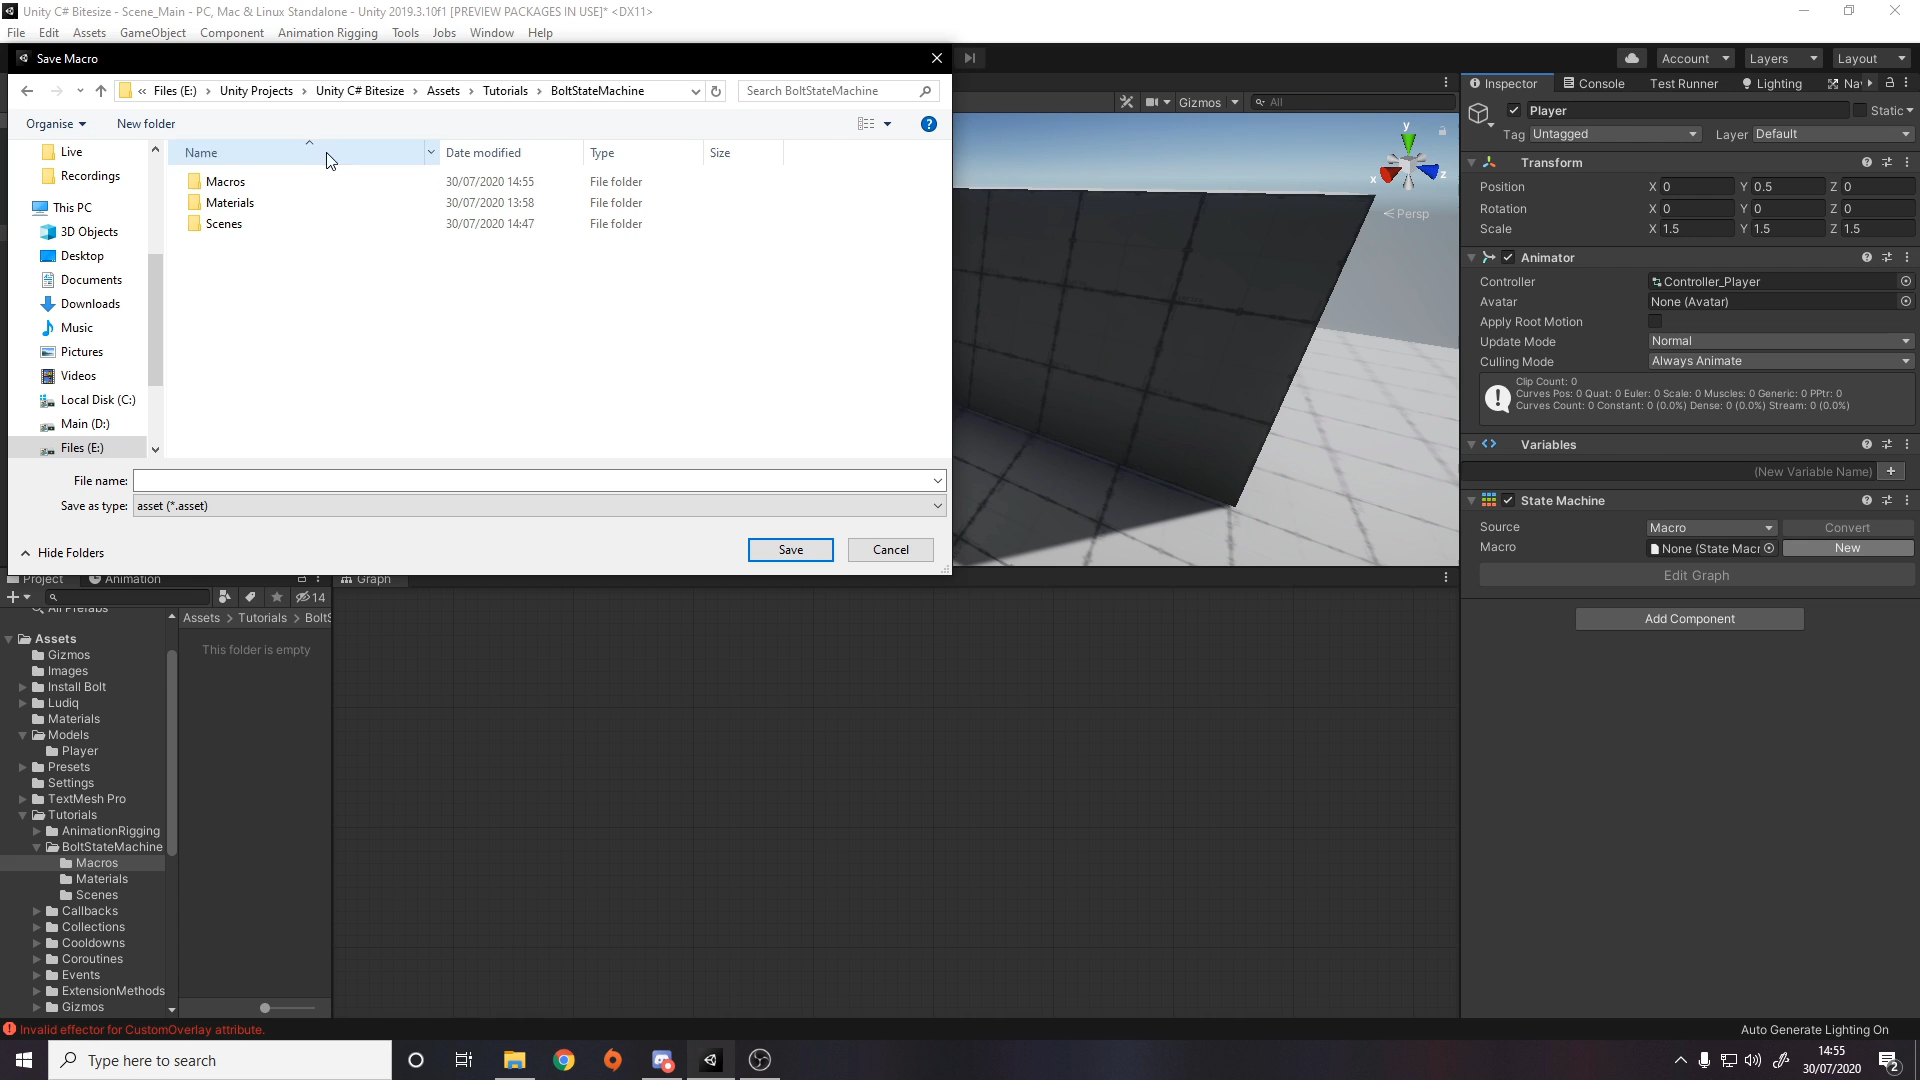 Unity C# Bitesize - Scene_Main - PC, Mac & Linux Standalone - Unity 2019.3.10f1 [PREVIEW PACKAGES IN USE]* <DX11>
File Edit Assets GameObject Component Animation Rigging Tools Jobs Window Help
Save Macro
Account Layers Layout
« Files (E:) > Unity Projects > Unity C# Bitesize > Assets > Tutorials > BoltStateMachine
Search BoltStateMachine
Organise New folder
Live
Recordings
This PC
3D Objects
Desktop
Documents
Downloads
Music
Pictures
Videos
Local Disk (C:)
Main (D:)
Files (E:)
Name Date modified Type Size
Macros 30/07/2020 14:55 File folder
Materials 30/07/2020 13:58 File folder
Scenes 30/07/2020 14:47 File folder
File name:
Save as type: asset (*.asset)
Hide Folders
Save Cancel
Gizmos All
y
x
z
< Persp
Inspector Console Test Runner Lighting Na
Player Static
Tag Untagged Layer Default
Transform
Position X 0 Y 0.5 Z 0
Rotation X 0 Y 0 Z 0
Scale X 1.5 Y 1.5 Z 1.5
Animator
Controller Controller_Player
Avatar None (Avatar)
Apply Root Motion
Update Mode Normal
Culling Mode Always Animate
Clip Count: 0
Curves Pos: 0 Quat: 0 Euler: 0 Scale: 0 Muscles: 0 Generic: 0 PPtr: 0
Curves Count: 0 Constant: 0 (0.0%) Dense: 0 (0.0%) Stream: 0 (0.0%)
Variables
(New Variable Name) +
State Machine
Source Macro Convert
Macro None (State Macr New
Edit Graph
Add Component
Project Animation Graph
14
All Prefabs
Assets
Gizmos
Images
Install Bolt
Ludiq
Materials
Models
Player
Presets
Settings
TextMesh Pro
Tutorials
AnimationRigging
BoltStateMachine
Macros
Materials
Scenes
Callbacks
Collections
Cooldowns
Coroutines
Events
ExtensionMethods
Gizmos
Assets > Tutorials > BoltS
This folder is empty
Invalid effector for CustomOverlay attribute.
Auto Generate Lighting On
Type here to search
14:55
30/07/2020
2